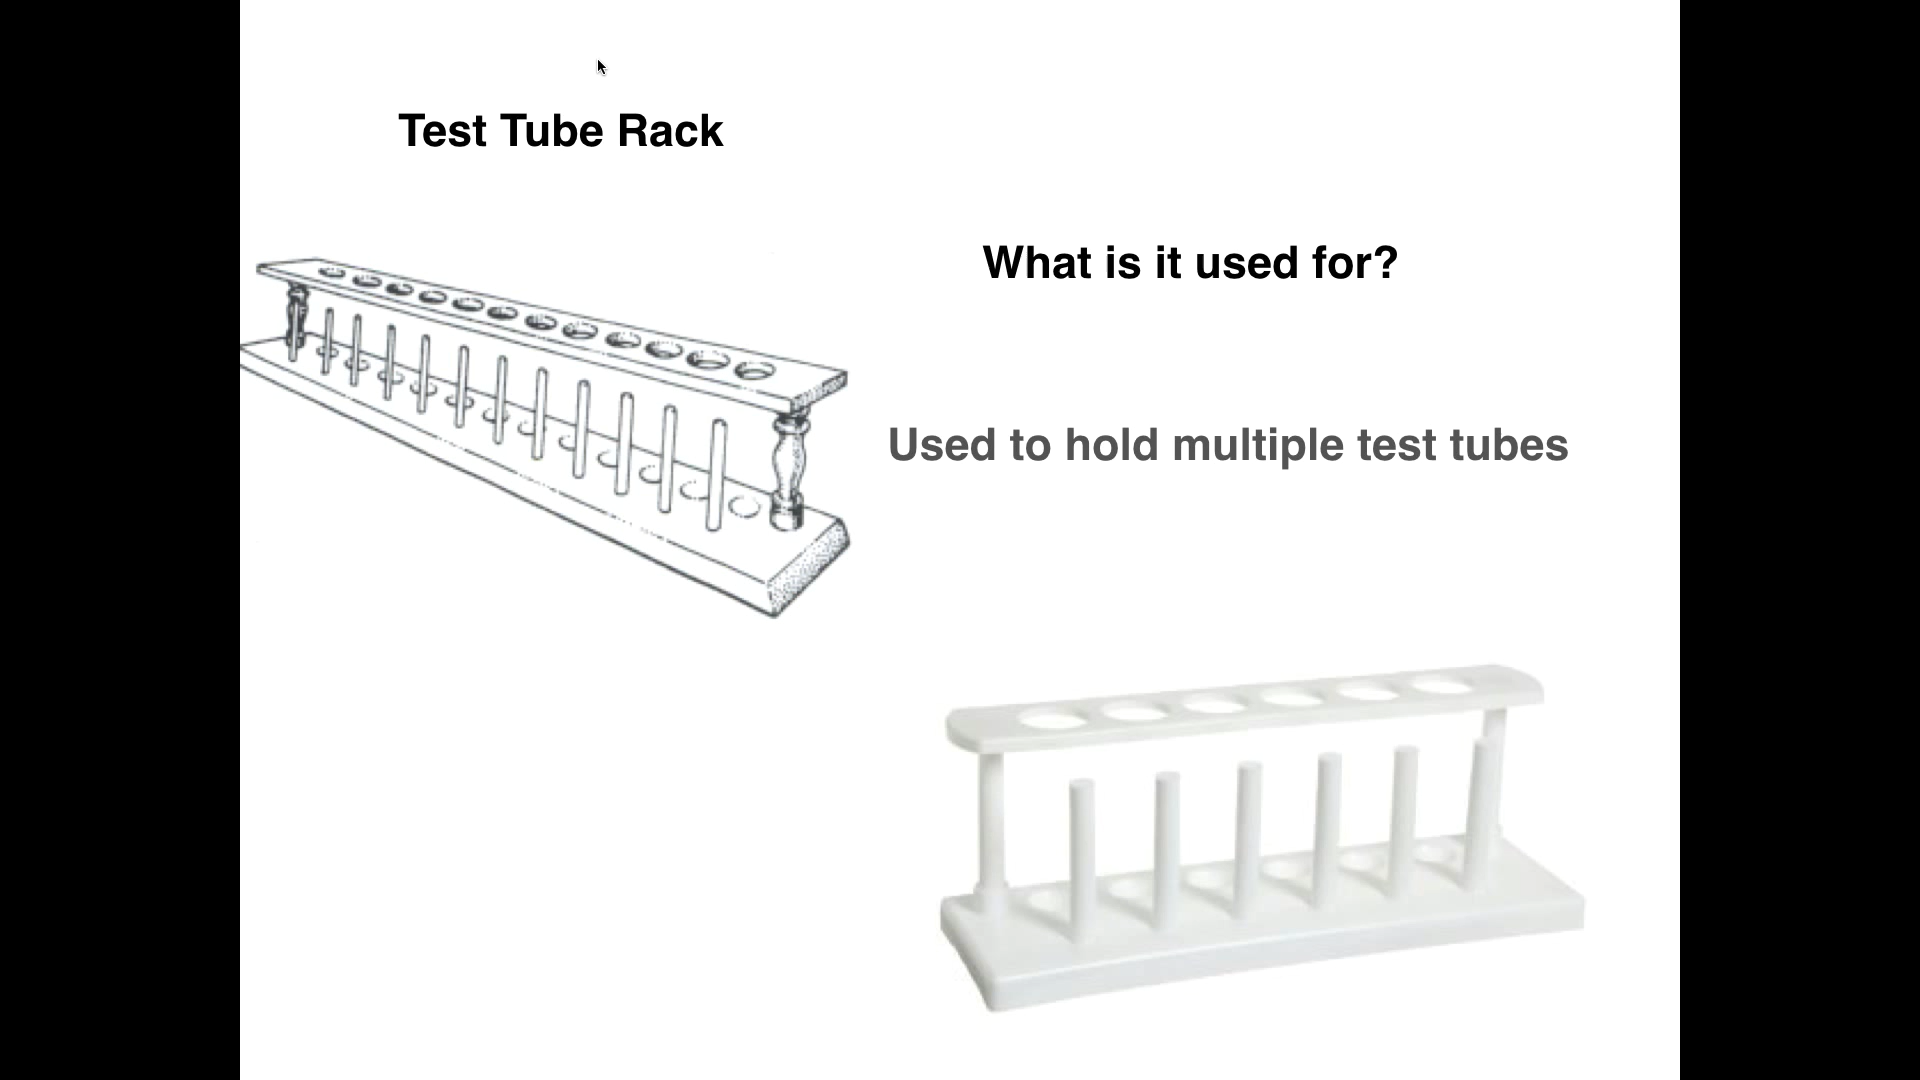 Test Tube Rack
What is it used for?
Used to hold multiple test tubes